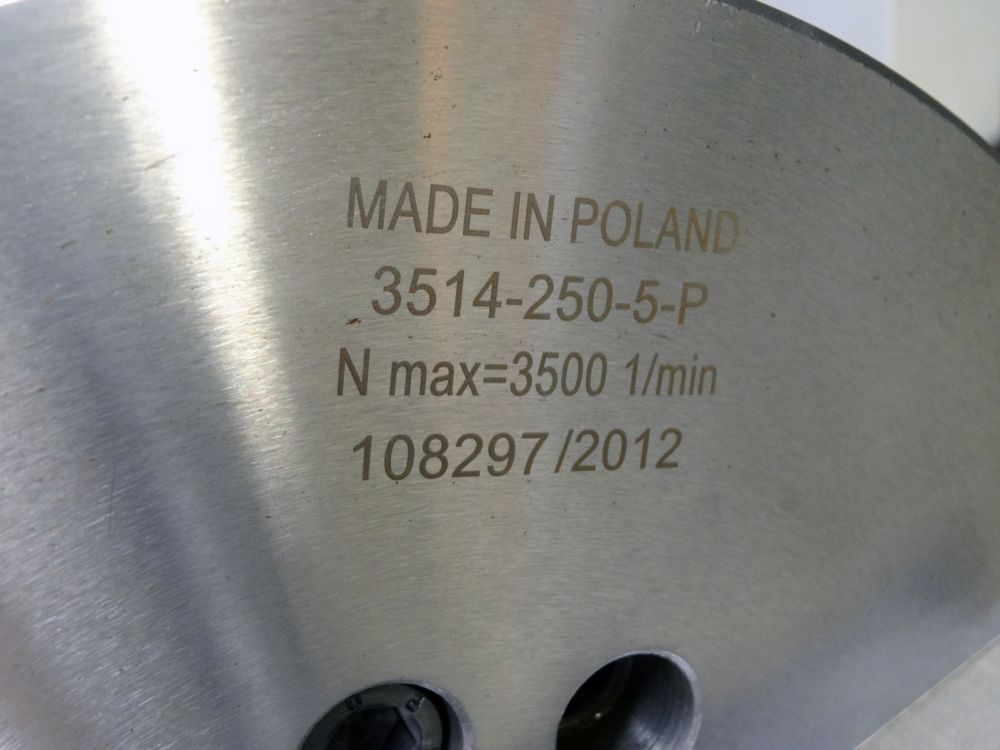 MADE IN POLAND
3514-250-5-P
N max=3500 1/min
108297/2012